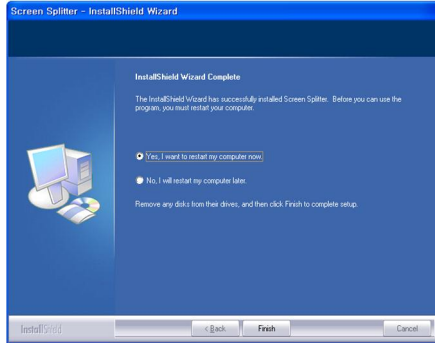 Screen Splitter - InstallShield Wizard
InstallShield Wizard Complete
The InstallShield Wizard has successfully installed Screen Splitter. Before you can use the
program, you must restart your computer.
Yes, I want to restart my computer now.
No, I will restart my computer later.
Remove any disks from their drives, and then click Finish to complete setup.
InstallShield
< Back
Finish
Cancel